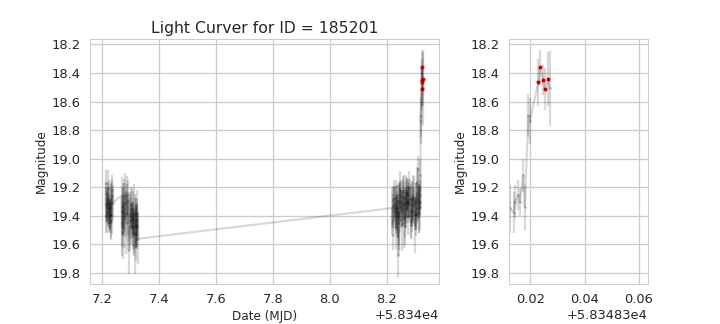 Light Curver for ID = 185201
Magnitude
18.2
18.4
18.6
18.8
19.0
19.2
19.4
19.6
19.8
7.2 7.4 7.6 7.8 8.0 8.2
Date (MJD)
+5.834e4
Magnitude
18.2
18.4
18.6
18.8
19.0
19.2
19.4
19.6
19.8
0.02 0.04 0.06
+5.83483e4